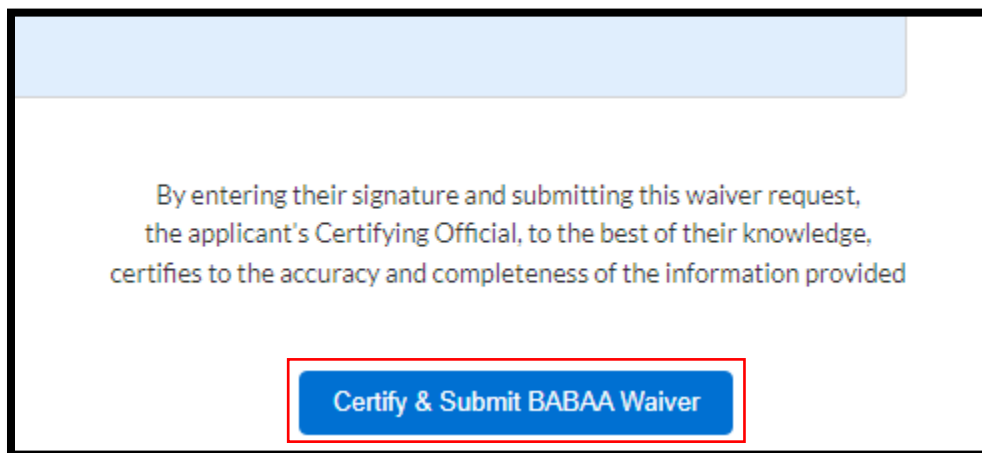 By entering their signature and submitting this waiver request,
the applicant's Certifying Official, to the best of their knowledge,
certifies to the accuracy and completeness of the information provided
Certify & Submit BABAA Waiver